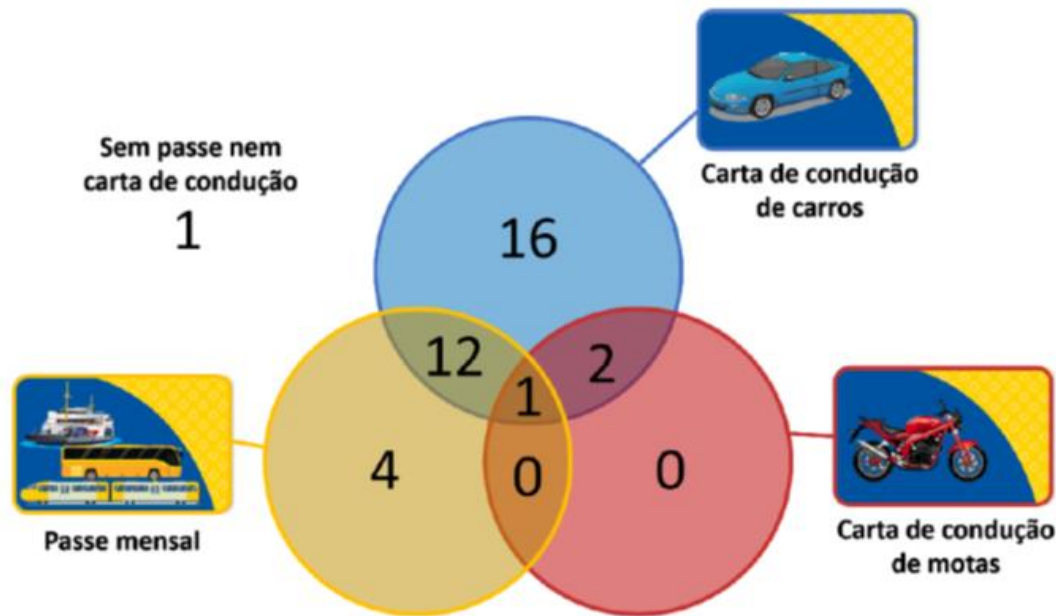 Sem passe nem
carta de condução
1
Carta de condução
de carros
16
12
1
2
4
0
0
Passe mensal
Carta de condução
de motas